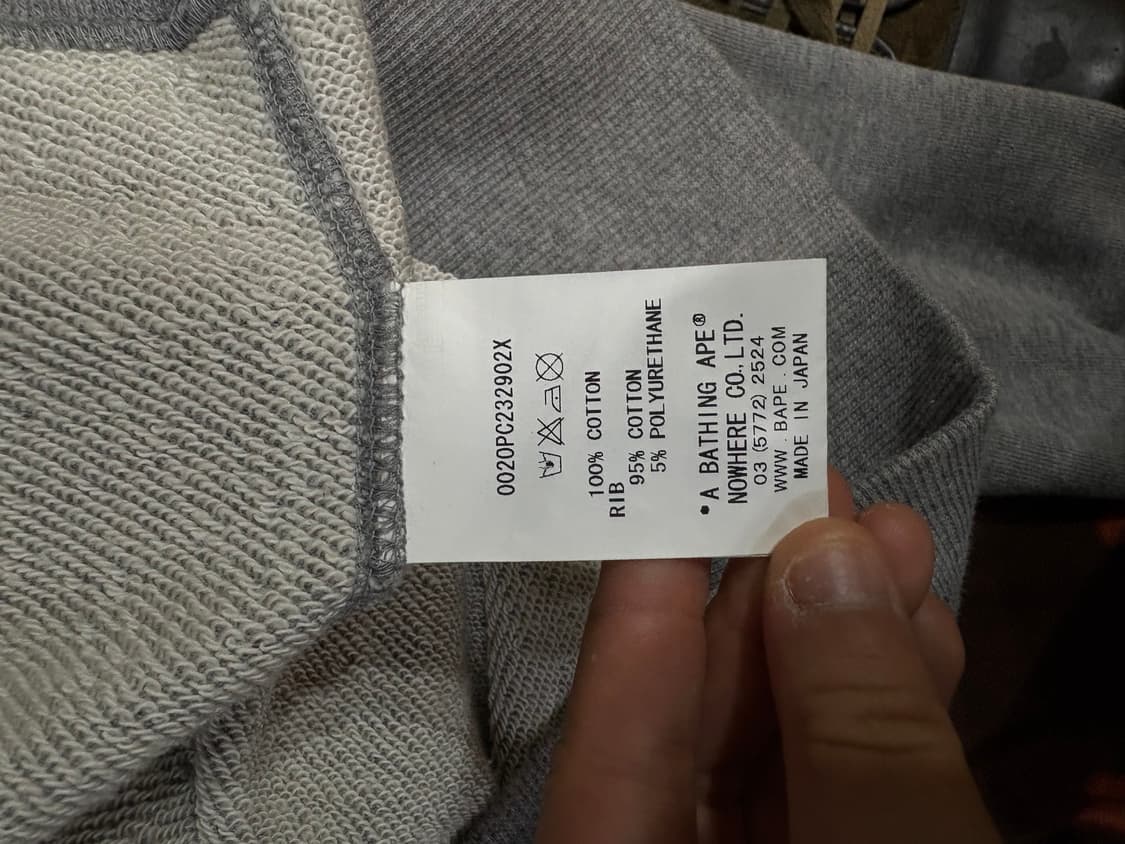 0020PC232902X
100% COTTON
RIB
95% COTTON
5% POLYURETHANE
*A BATHING APE®
NOWHERE CO.,LTD.
03 (5772) 2524
WWW.BAPE.COM
MADE IN JAPAN